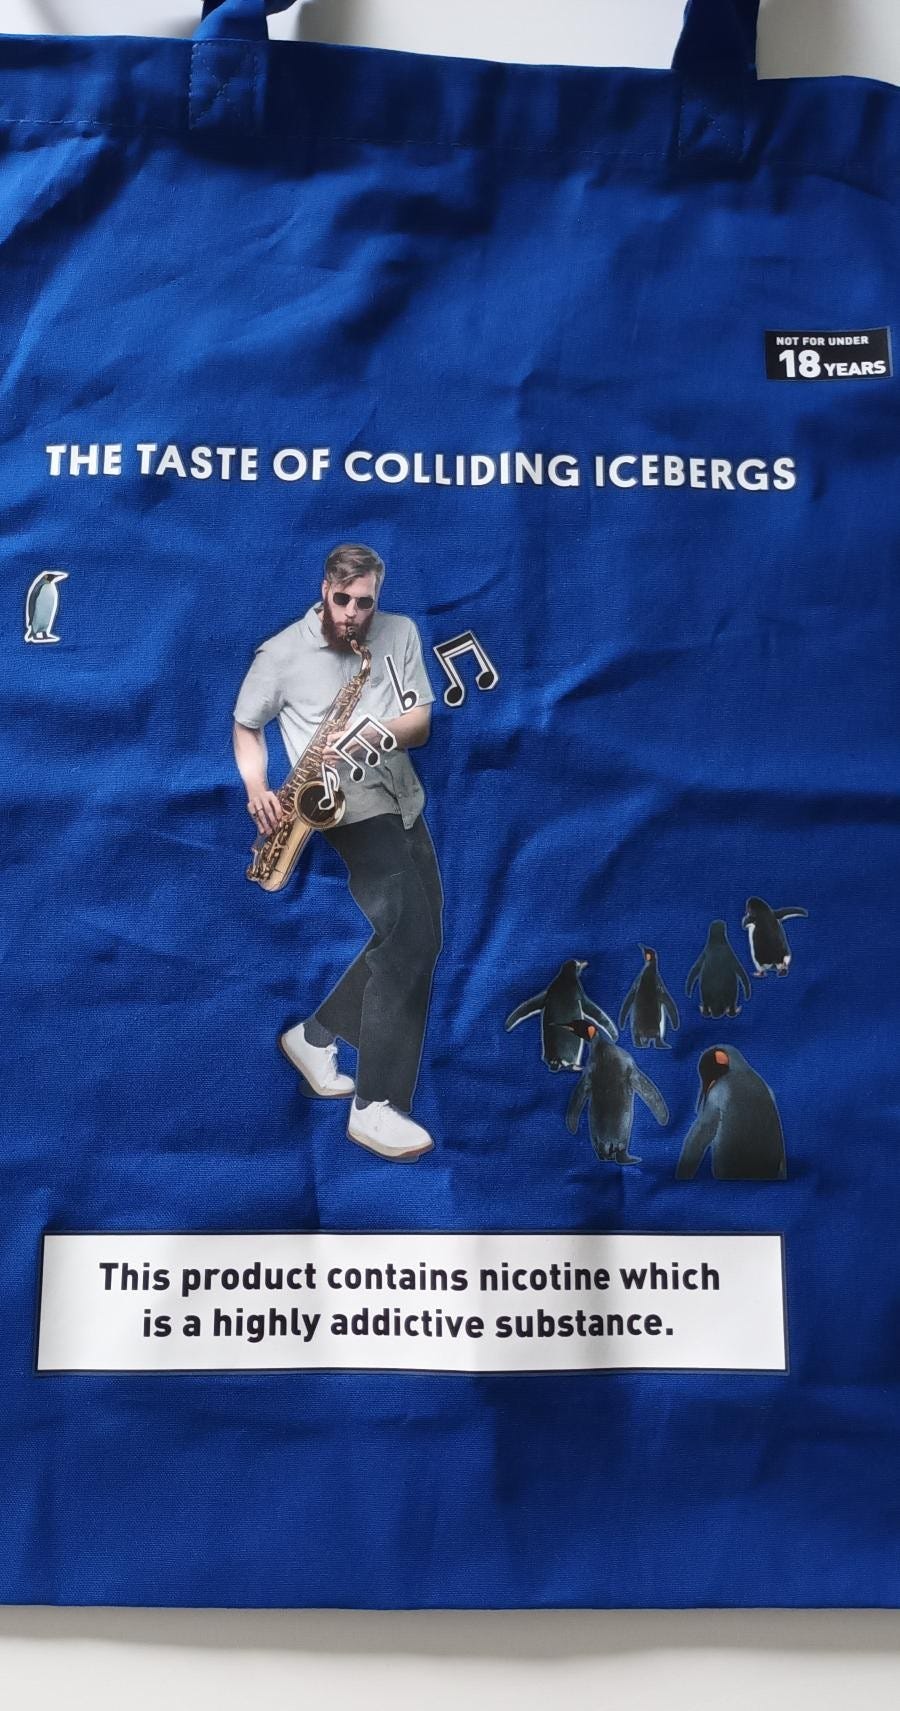 NOT FOR UNDER
18 YEARS
THE TASTE OF COLLIDING ICEBERGS
This product contains nicotine which
is a highly addictive substance.